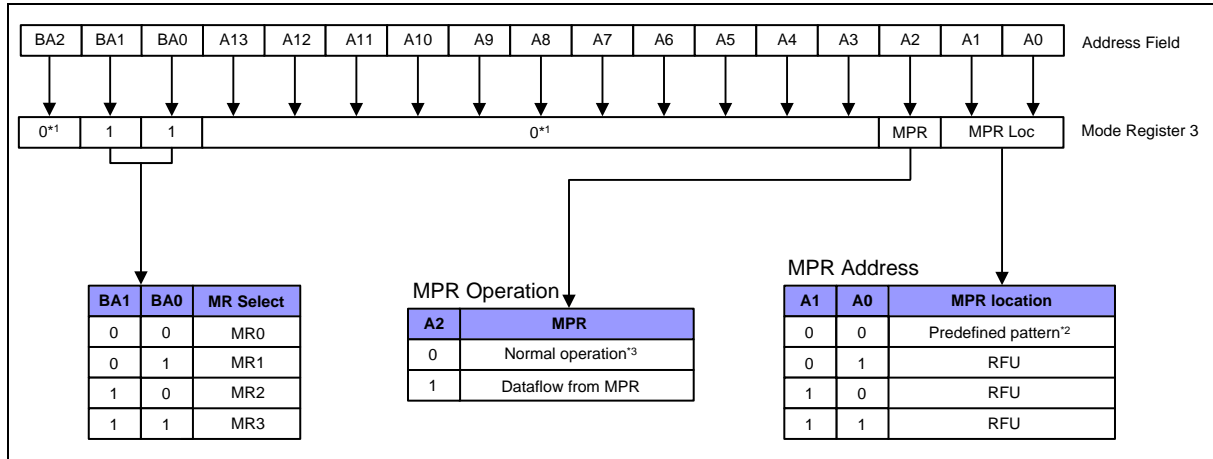 BA2 BA1 BA0 A13 A12 A11 A10 A9 A8 A7 A6 A5 A4 A3 A2 A1 A0 Address Field
0*1 1 1 0*1 MPR MPR Loc Mode Register 3
MPR Address
MPR Operation
BA1 BA0 MR Select
0 0 MR0
0 1 MR1
1 0 MR2
1 1 MR3
A2 MPR
0 Normal operation*3
1 Dataflow from MPR
A1 A0 MPR location
0 0 Predefined pattern*2
0 1 RFU
1 0 RFU
1 1 RFU